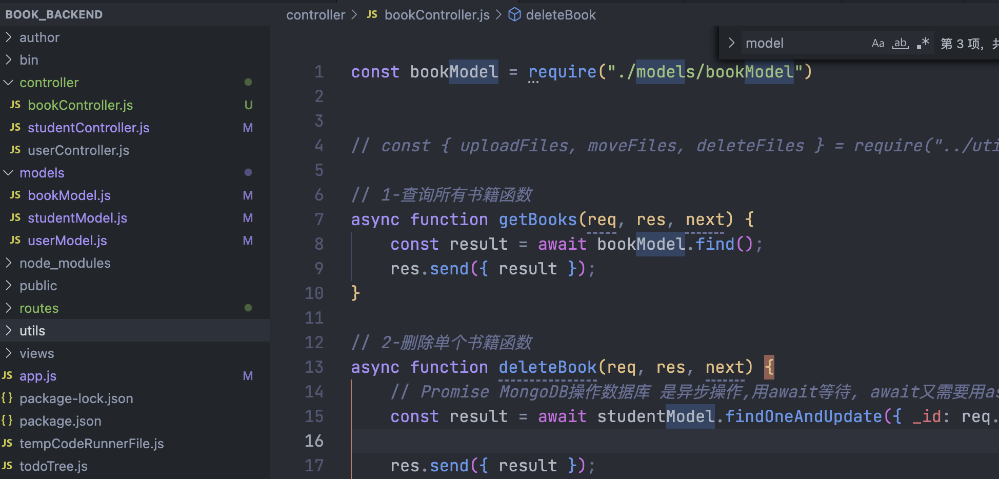 BOOK_BACKEND
author
bin
controller
JS bookController.js U
JS studentController.js M
JS userController.js
models
JS bookModel.js M
JS studentModel.js M
JS userModel.js M
node_modules
public
routes
utils
views
JS app.js M
{} package-lock.json
{} package.json
JS tempCodeRunnerFile.js
JS todoTree.js
controller > JS bookController.js > deleteBook
model Aa ab .* 第 3 项,
1 const bookModel = require("./models/bookModel")
2
3
4 // const { uploadFiles, moveFiles, deleteFiles } = require("../uti
5
6 // 1-查询所有书籍函数
7 async function getBooks(req, res, next) {
8 const result = await bookModel.find();
9 res.send({ result });
10 }
11
12 // 2-删除单个书籍函数
13 async function deleteBook(req, res, next) {
14 // Promise MongoDB操作数据库 是异步操作,用await等待, await又需要用as
15 const result = await studentModel.findOneAndUpdate({ _id: req.
16
17 res.send({ result });